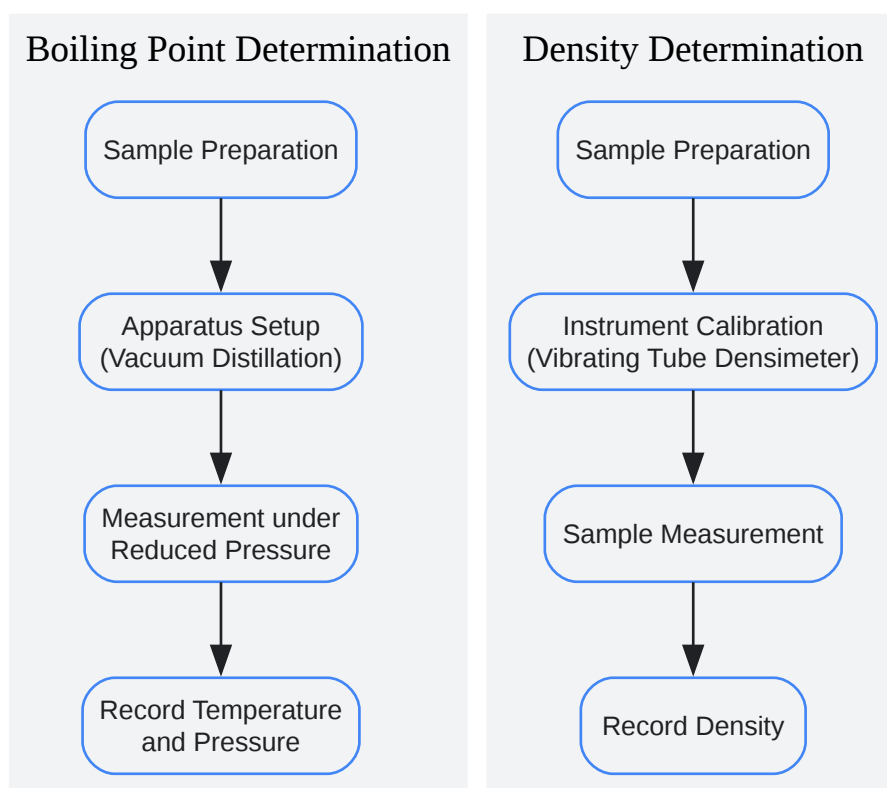 Boiling Point Determination
Sample Preparation
Apparatus Setup
(Vacuum Distillation)
Measurement under
Reduced Pressure
Record Temperature
and Pressure
Density Determination
Sample Preparation
Instrument Calibration
(Vibrating Tube Densimeter)
Sample Measurement
Record Density